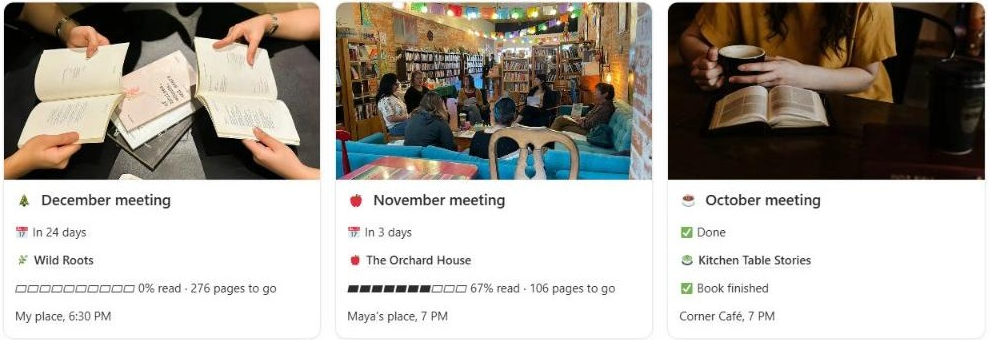 December meeting
In 24 days
Wild Roots
0% read · 276 pages to go
My place, 6:30 PM
November meeting
In 3 days
The Orchard House
67% read · 106 pages to go
Maya's place, 7 PM
October meeting
Done
Kitchen Table Stories
Book finished
Corner Café, 7 PM